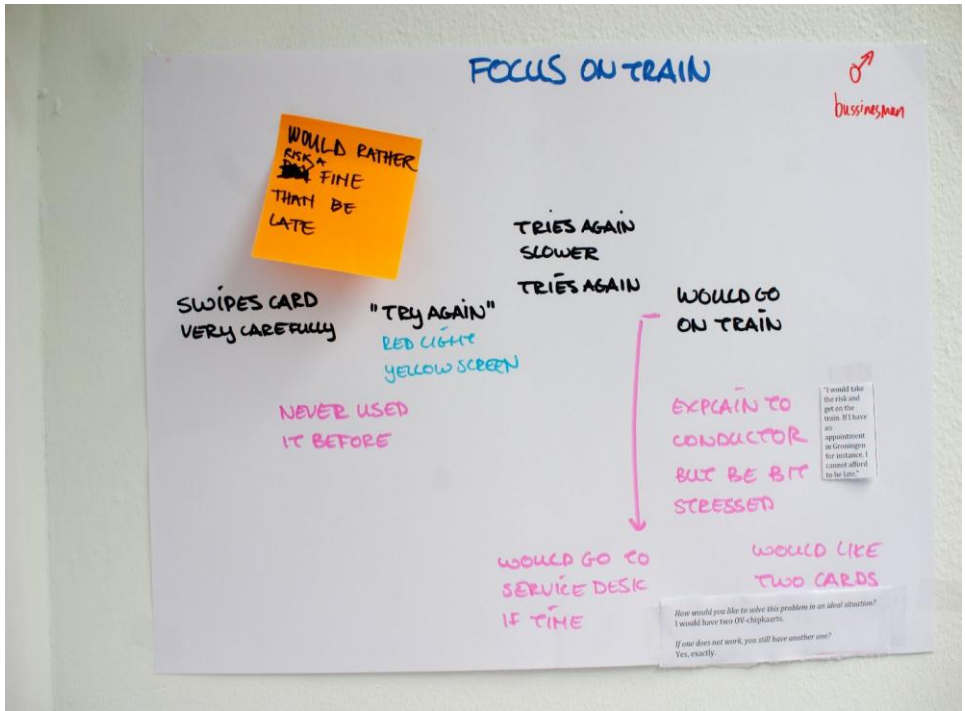 FOCUS ON TRAIN
bussinesman
WOULD RATHER
RISK A
FINE
THAN BE
LATE
TRIES AGAIN
SLOWER
TRIES AGAIN
SWIPES CARD
VERY CAREFULLY
"TRY AGAIN"
RED LIGHT
YELLOW SCREEN
WOULD GO
ON TRAIN
NEVER USED
IT BEFORE
EXPLAIN TO
CONDUCTOR
BUT BE BIT
STRESSED
"I would take
the risk and
get on the
train. If I have
an
appointment
in Groningen
for instance, I
cannot afford
to be late."
WOULD GO TO
SERVICE DESK
IF TIME
WOULD LIKE
TWO CARDS
How would you like to solve this problem in an ideal situation?
I would have two OV-chipkaarts.
If one does not work, you still have another one?
Yes, exactly.